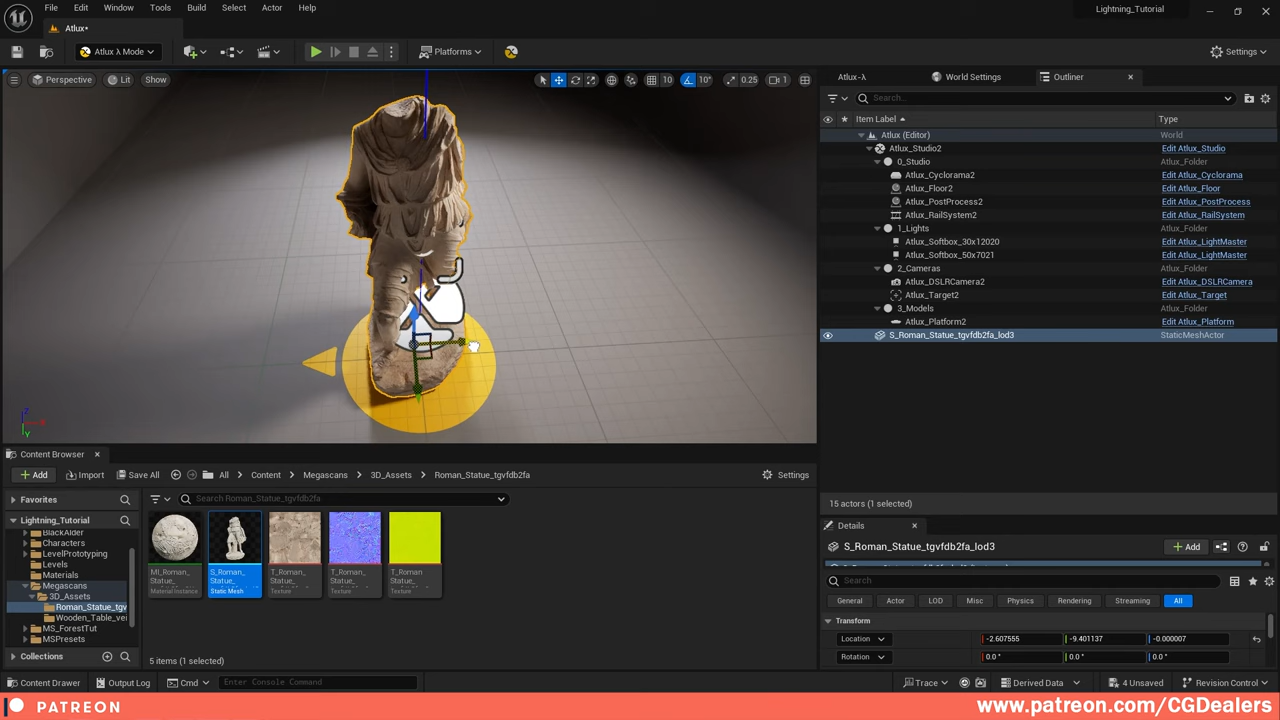 File Edit Window Tools Build Select Actor Help
Lightning_Tutorial
Atlux*
Atlux λ Mode
Platforms
Settings
Perspective Lit Show
10 10° 0.25 1
Atlux-λ World Settings Outliner
Search...
Item Label Type
Atlux (Editor) World
Atlux_Studio2 Edit Atlux_Studio
0_Studio Atlux_Folder
Atlux_Cyclorama2 Edit Atlux_Cyclorama
Atlux_Floor2 Edit Atlux_Floor
Atlux_PostProcess2 Edit Atlux_PostProcess
Atlux_RailSystem2 Edit Atlux_RailSystem
1_Lights Atlux_Folder
Atlux_Softbox_30x12020 Edit Atlux_LightMaster
Atlux_Softbox_50x7021 Edit Atlux_LightMaster
2_Cameras Atlux_Folder
Atlux_DSLRCamera2 Edit Atlux_DSLRCamera
Atlux_Target2 Edit Atlux_Target
3_Models Atlux_Folder
Atlux_Platform2 Edit Atlux_Platform
S_Roman_Statue_tgvfdb2fa_lod3 StaticMeshActor
15 actors (1 selected)
Z
Y
Content Browser
Add Import Save All All Content Megascans 3D_Assets Roman_Statue_tgvfdb2fa Settings
Favorites
Search Roman_Statue_tgvfdb2fa
Lightning_Tutorial
BlackAlder
Characters
LevelPrototyping
Levels
Materials
Megascans
3D_Assets
Roman_Statue_tgv
Wooden_Table_vei
MS_ForestTut
MSPresets
Collections
MI_Roman_
Statue_
Material Instance
S_Roman_
Statue_
Static Mesh
T_Roman_
Statue_
Texture
T_Roman_
Statue_
Texture
T_Roman
Statue_
Texture
5 items (1 selected)
Details
S_Roman_Statue_tgvfdb2fa_lod3
Add
Search
General Actor LOD Misc Physics Rendering Streaming All
Transform
Location -2.607555 -9.401137 -0.000007
Rotation 0.0 ° 0.0 ° 0.0 °
Content Drawer Output Log Cmd Enter Console Command Trace Derived Data 4 Unsaved Revision Control
PATREON
www.patreon.com/CGDealers